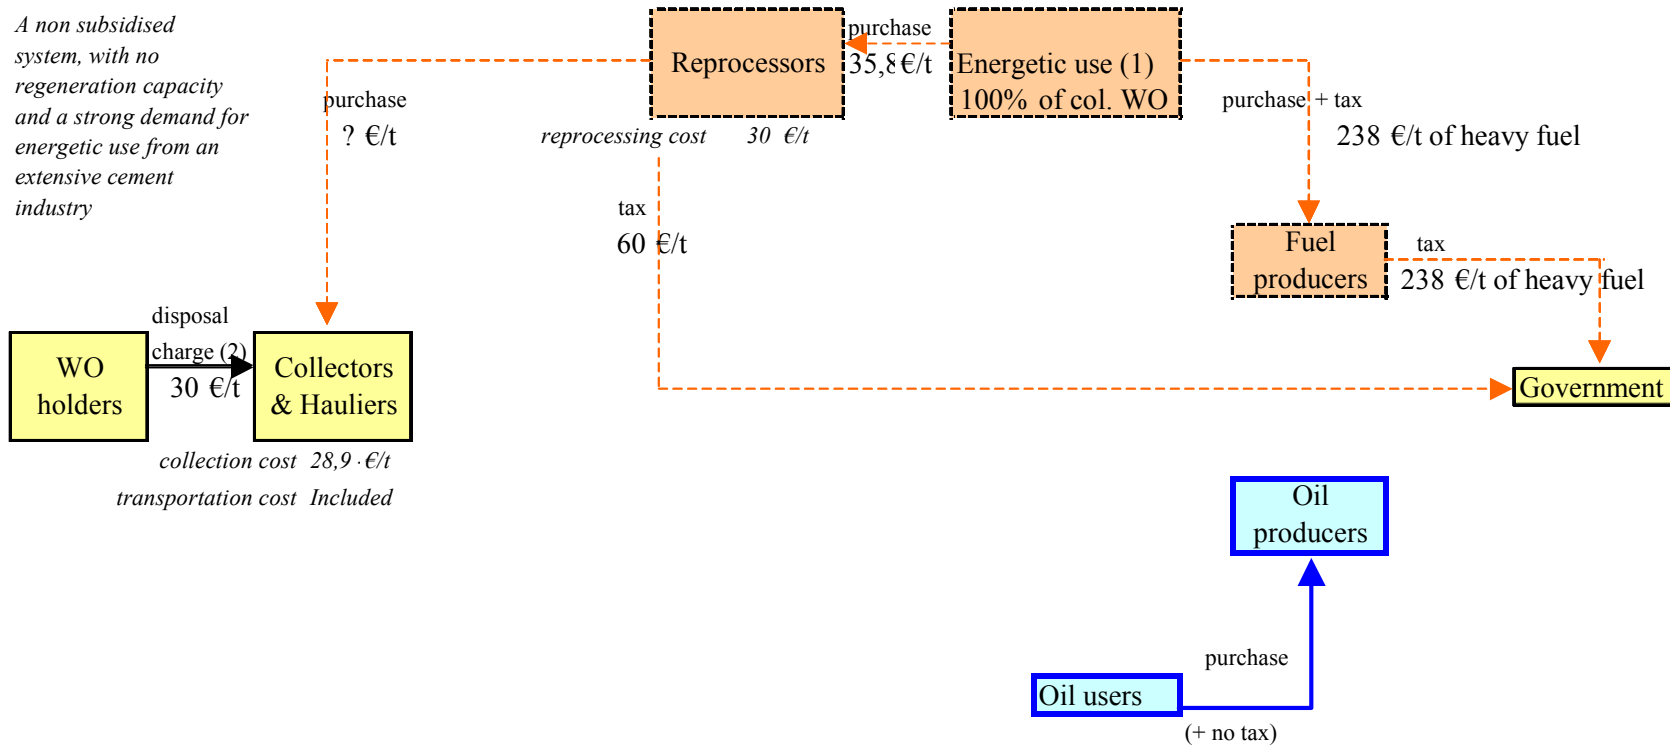 A non subsidised
system, with no
regeneration capacity
and a strong demand for
energetic use from an
extensive cement
industry
purchase
? €/t
Reprocessors
reprocessing cost 30 €/t
purchase
35,8 €/t
Energetic use (1)
100% of col. WO
purchase + tax
238 €/t of heavy fuel
tax
60 €/t
Fuel
producers
tax
238 €/t of heavy fuel
WO
holders
disposal
charge (2)
30 €/t
Collectors
& Hauliers
collection cost 28,9 €/t
transportation cost Included
Government
Oil
producers
purchase
Oil users
(+ no tax)